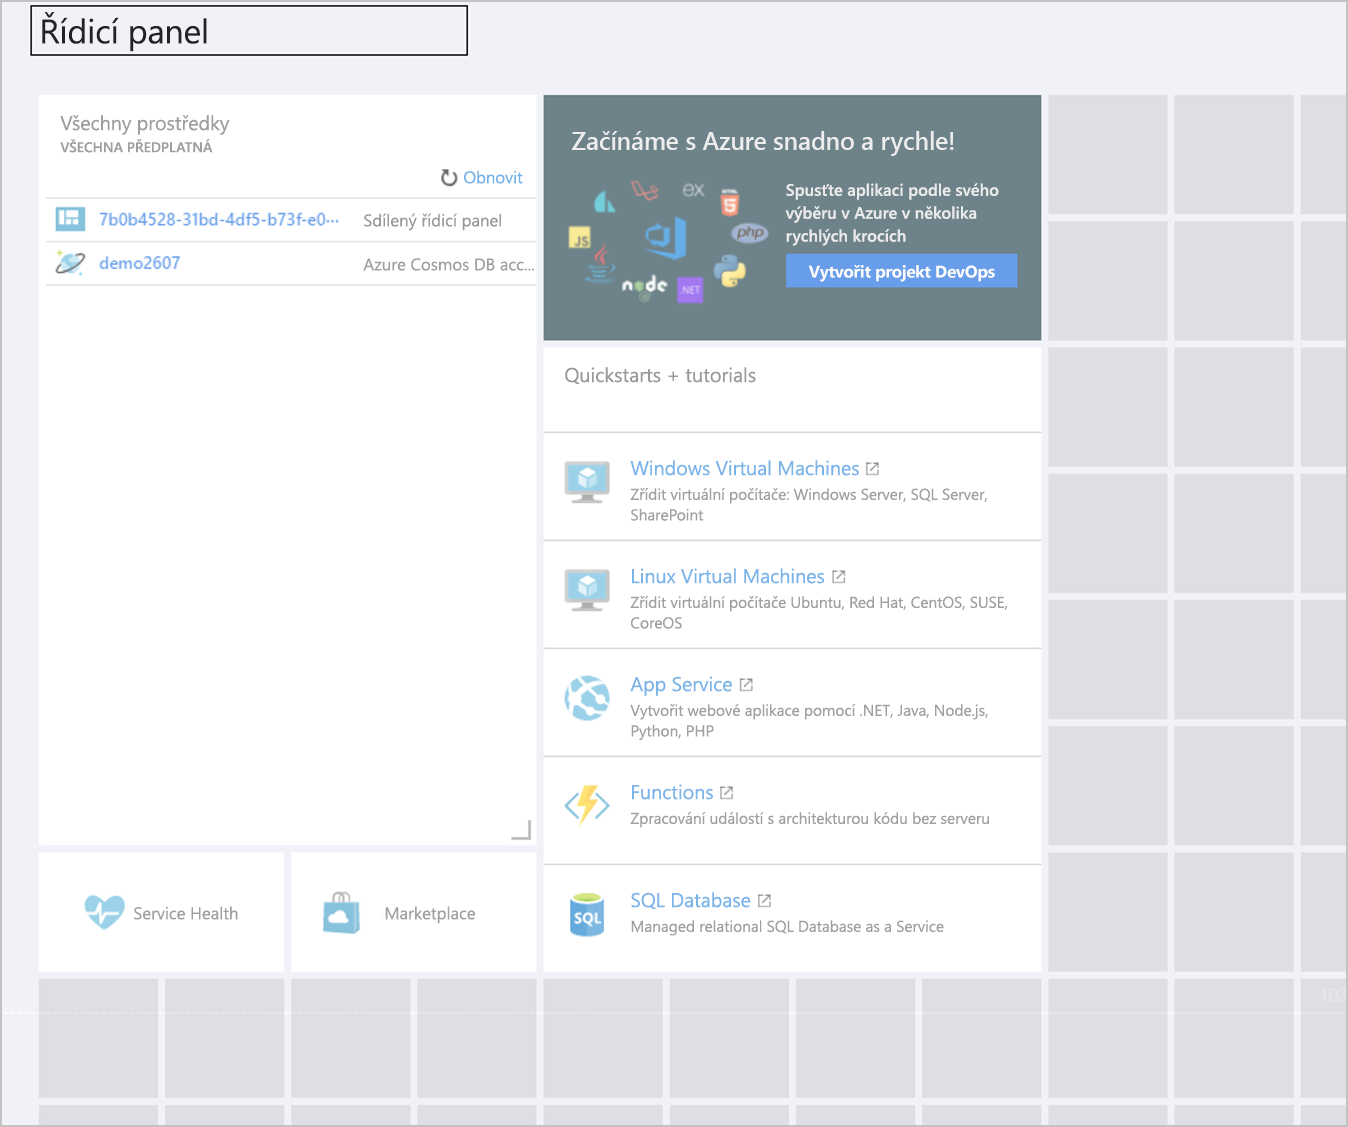 Řídicí panel
Všechny prostředky
VŠECHNA PŘEDPLATNÁ
Obnovit
7b0b4528-31bd-4df5-b73f-e0··· Sdílený řídicí panel
demo2607 Azure Cosmos DB acc...
Service Health
Marketplace
Začínáme s Azure snadno a rychle!
ex
HTML
5
JS
php
node
.NET
Spusťte aplikaci podle svého
výběru v Azure v několika
rychlých krocích
Vytvořit projekt DevOps
Quickstarts + tutorials
Windows Virtual Machines
Zřídit virtuální počítače: Windows Server, SQL Server,
SharePoint
Linux Virtual Machines
Zřídit virtuální počítače Ubuntu, Red Hat, CentOS, SUSE,
CoreOS
App Service
Vytvořit webové aplikace pomocí .NET, Java, Node.js,
Python, PHP
Functions
Zpracování událostí s architekturou kódu bez serveru
SQL
SQL Database
Managed relational SQL Database as a Service